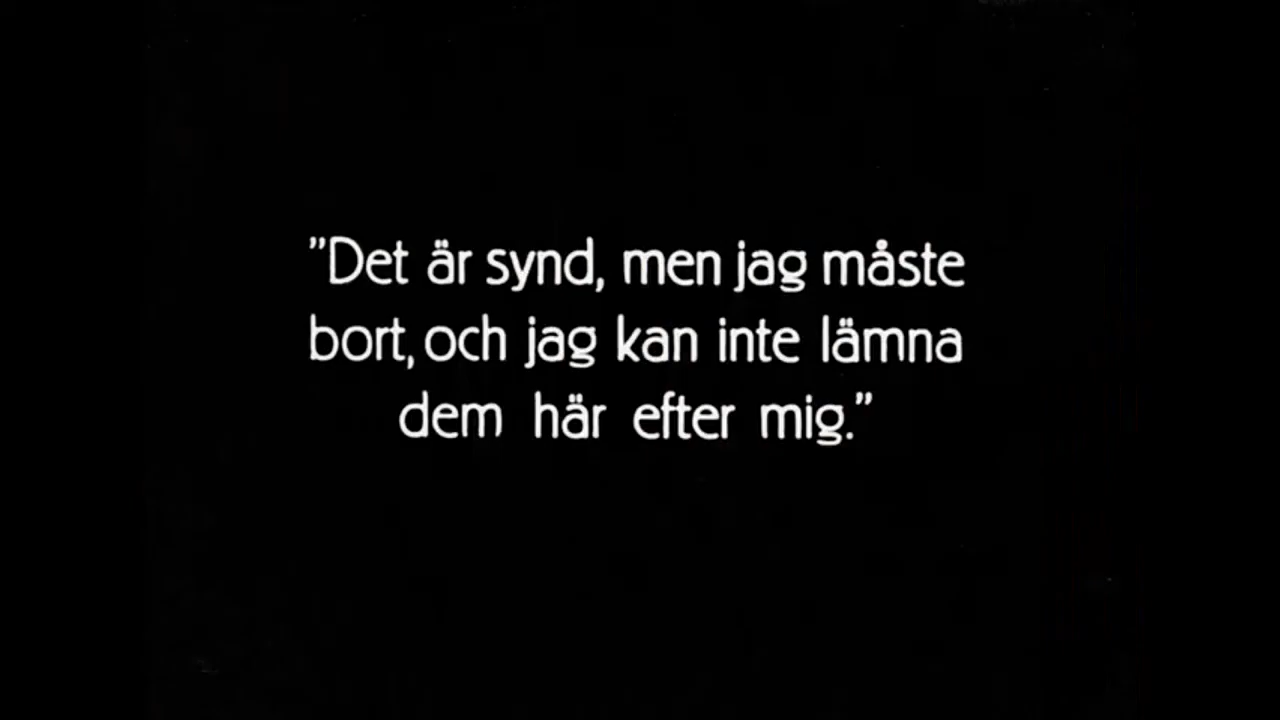 ”Det är synd, men jag måste
bort, och jag kan inte lämna
dem här efter mig.”